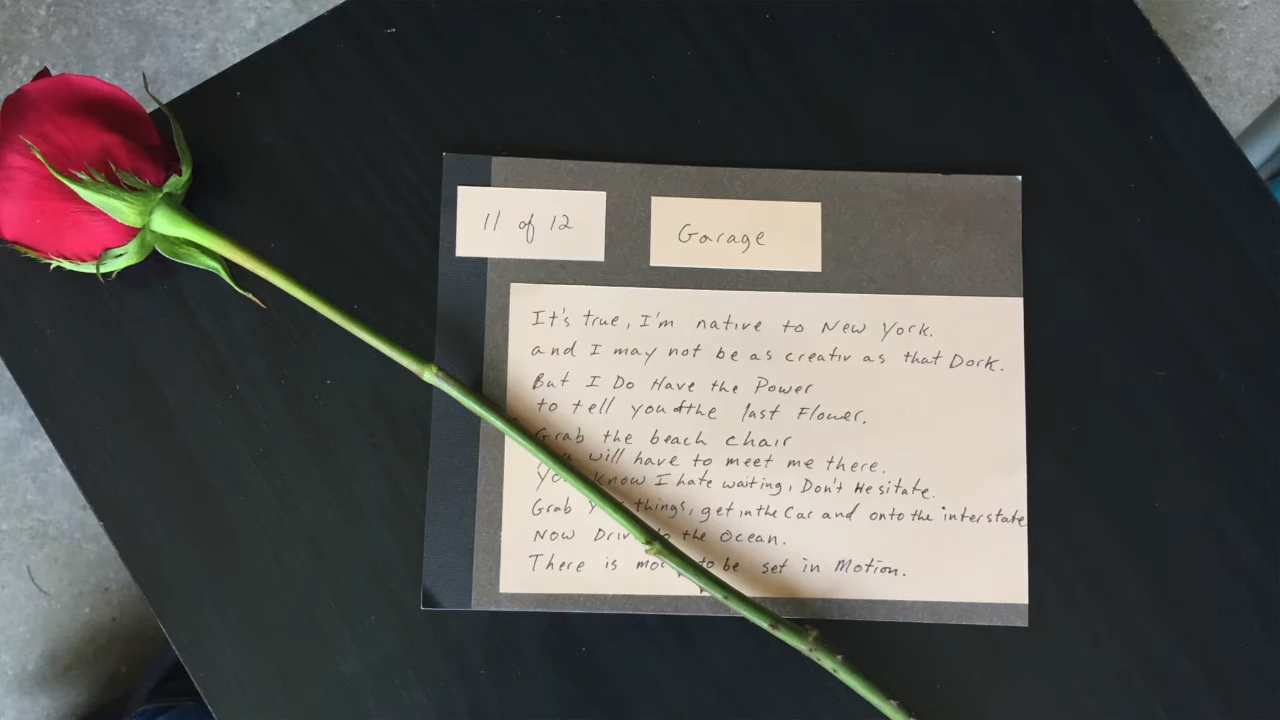 11 of 12
Garage
It's true, I'm native to New York.
and I may not be as creativ as that Dork.
But I Do Have the Power
to tell you of the last Flower.
Grab the beach chair
will have to meet me there.
know I hate waiting, Don't Hesitate.
Grab things, get in the Car and onto the interstate
Now the Ocean.
There is to be set in Motion.